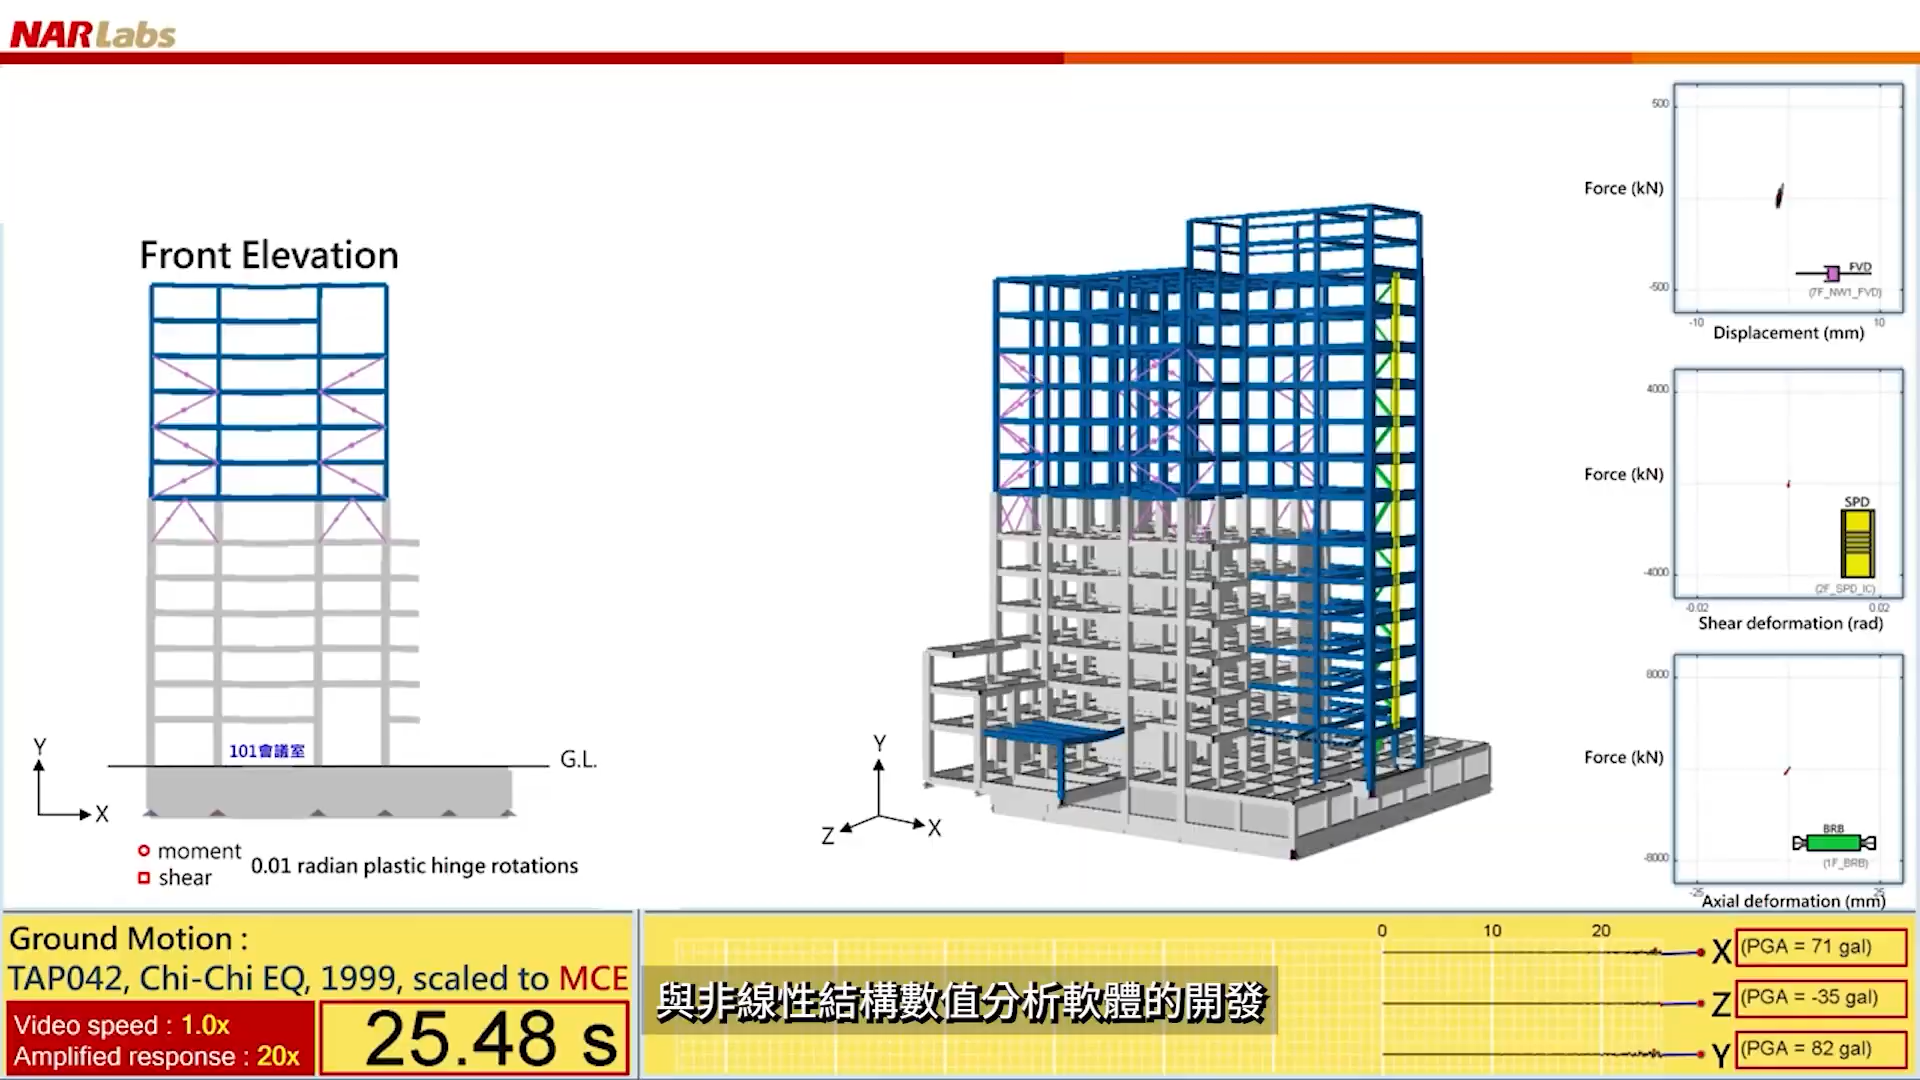 NARLabs
Front Elevation
101會議室
G.L.
Y
X
moment
shear
0.01 radian plastic hinge rotations
Y
Z
X
500
Force (kN)
-500
FVD
(7F_NW1_FVD)
-10
10
Displacement (mm)
4000
Force (kN)
-4000
SPD
(2F_SPD_IC)
-0.02
0.02
Shear deformation (rad)
8000
Force (kN)
-8000
BRB
(1F_BRB)
-25
25
Axial deformation (mm)
Ground Motion :
TAP042, Chi-Chi EQ, 1999, scaled to MCE
Video speed : 1.0x
Amplified response : 20x
25.48 s
0 10 20
X (PGA = 71 gal)
Z (PGA = -35 gal)
Y (PGA = 82 gal)
與非線性結構數值分析軟體的開發